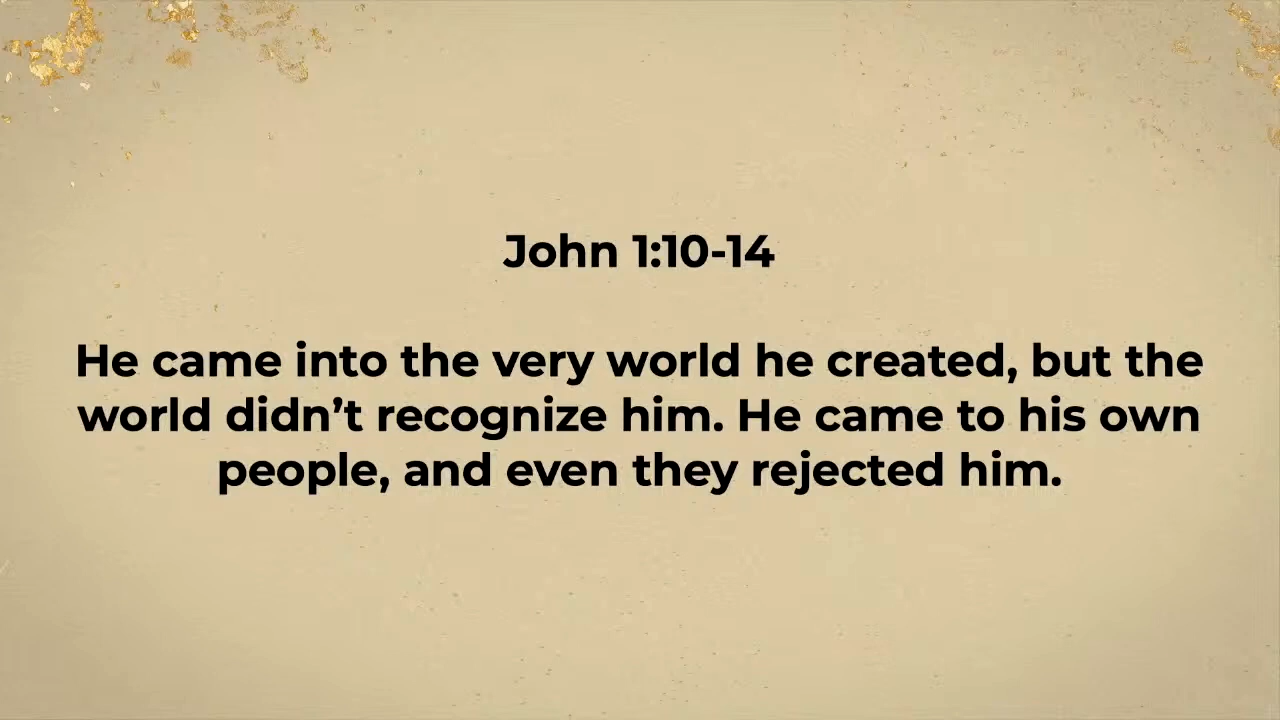 John 1:10-14
He came into the very world he created, but the
world didn’t recognize him. He came to his own
people, and even they rejected him.